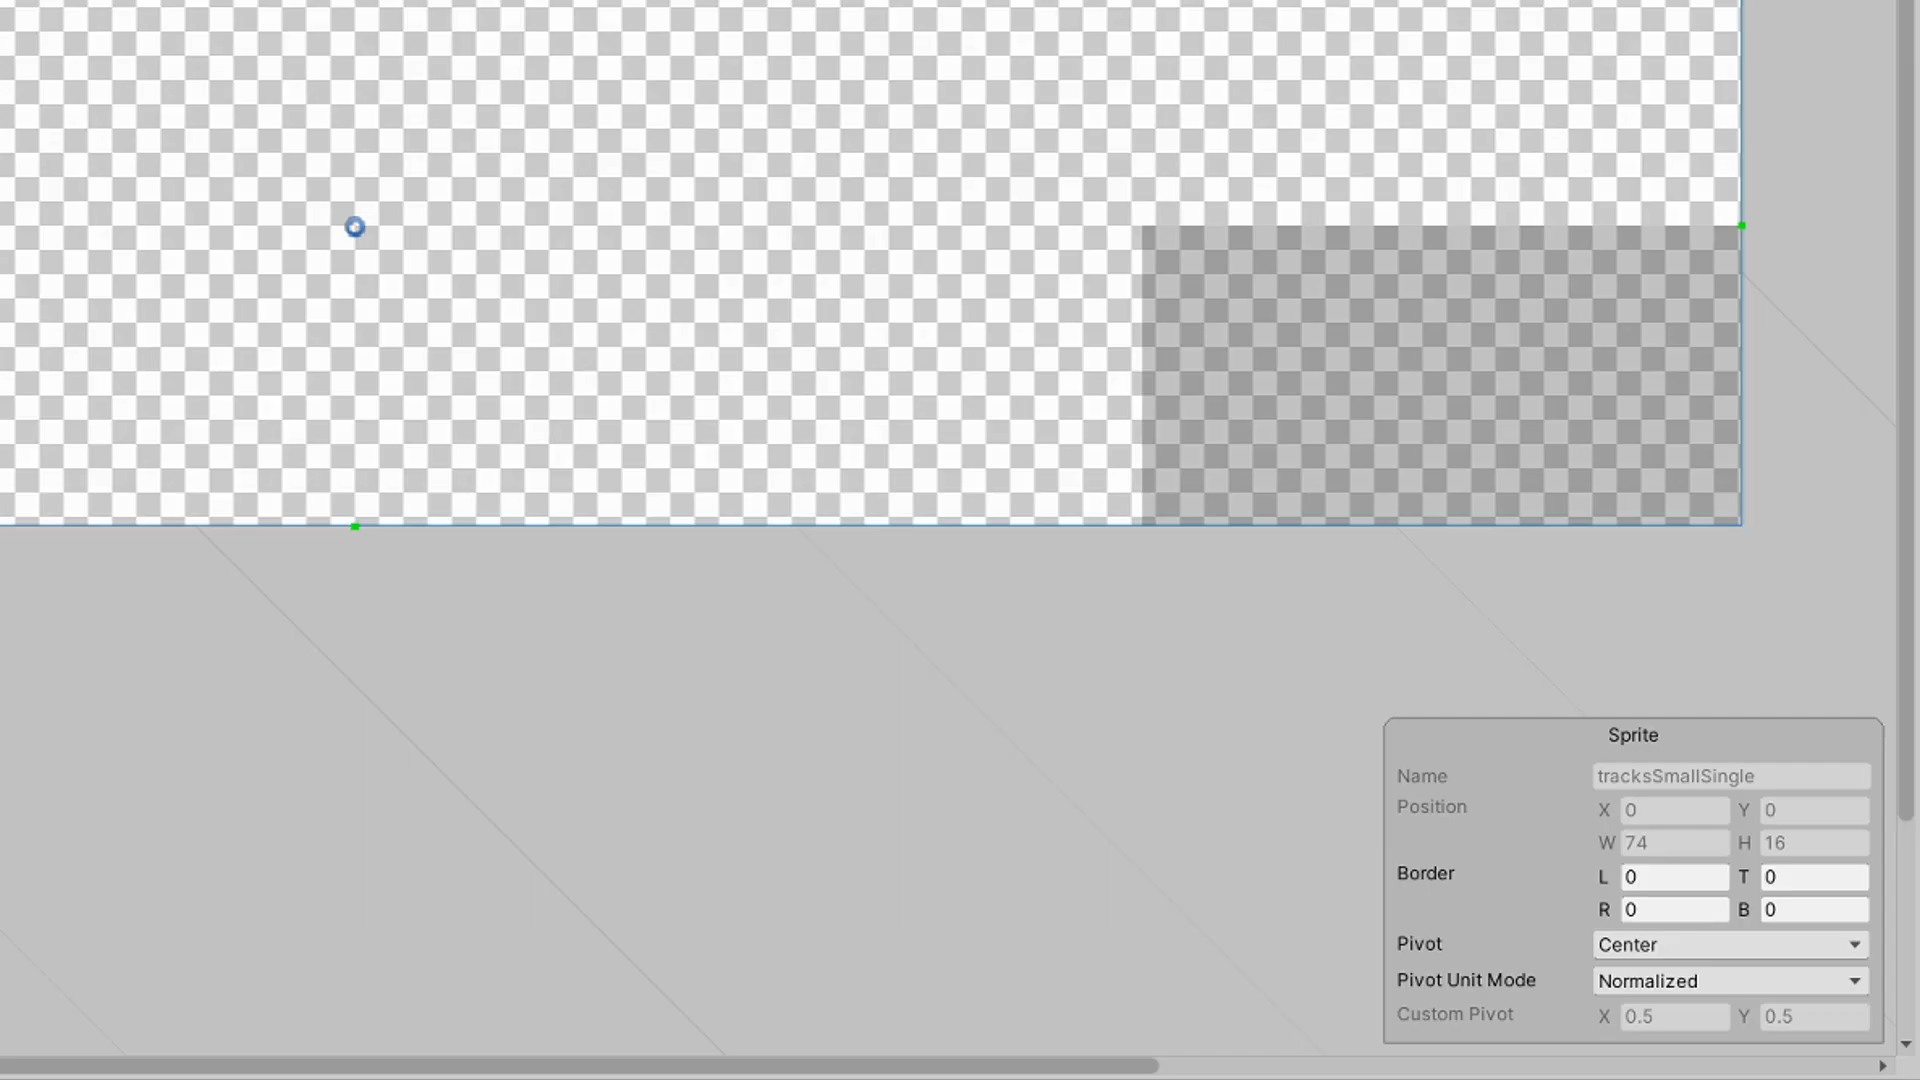 Sprite
Name tracksSmallSingle
Position X 0 Y 0
W 74 H 16
Border L 0 T 0
R 0 B 0
Pivot Center
Pivot Unit Mode Normalized
Custom Pivot X 0.5 Y 0.5